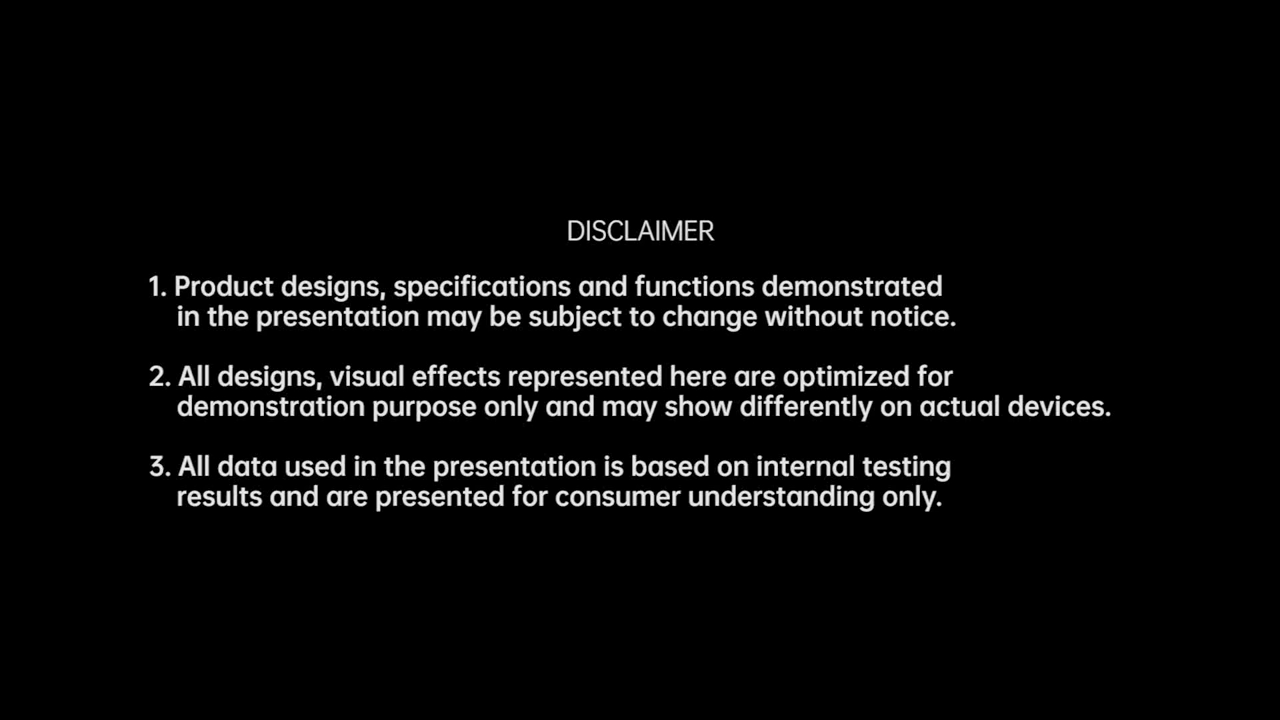 DISCLAIMER
1. Product designs, specifications and functions demonstrated
in the presentation may be subject to change without notice.
2. All designs, visual effects represented here are optimized for
demonstration purpose only and may show differently on actual devices.
3. All data used in the presentation is based on internal testing
results and are presented for consumer understanding only.